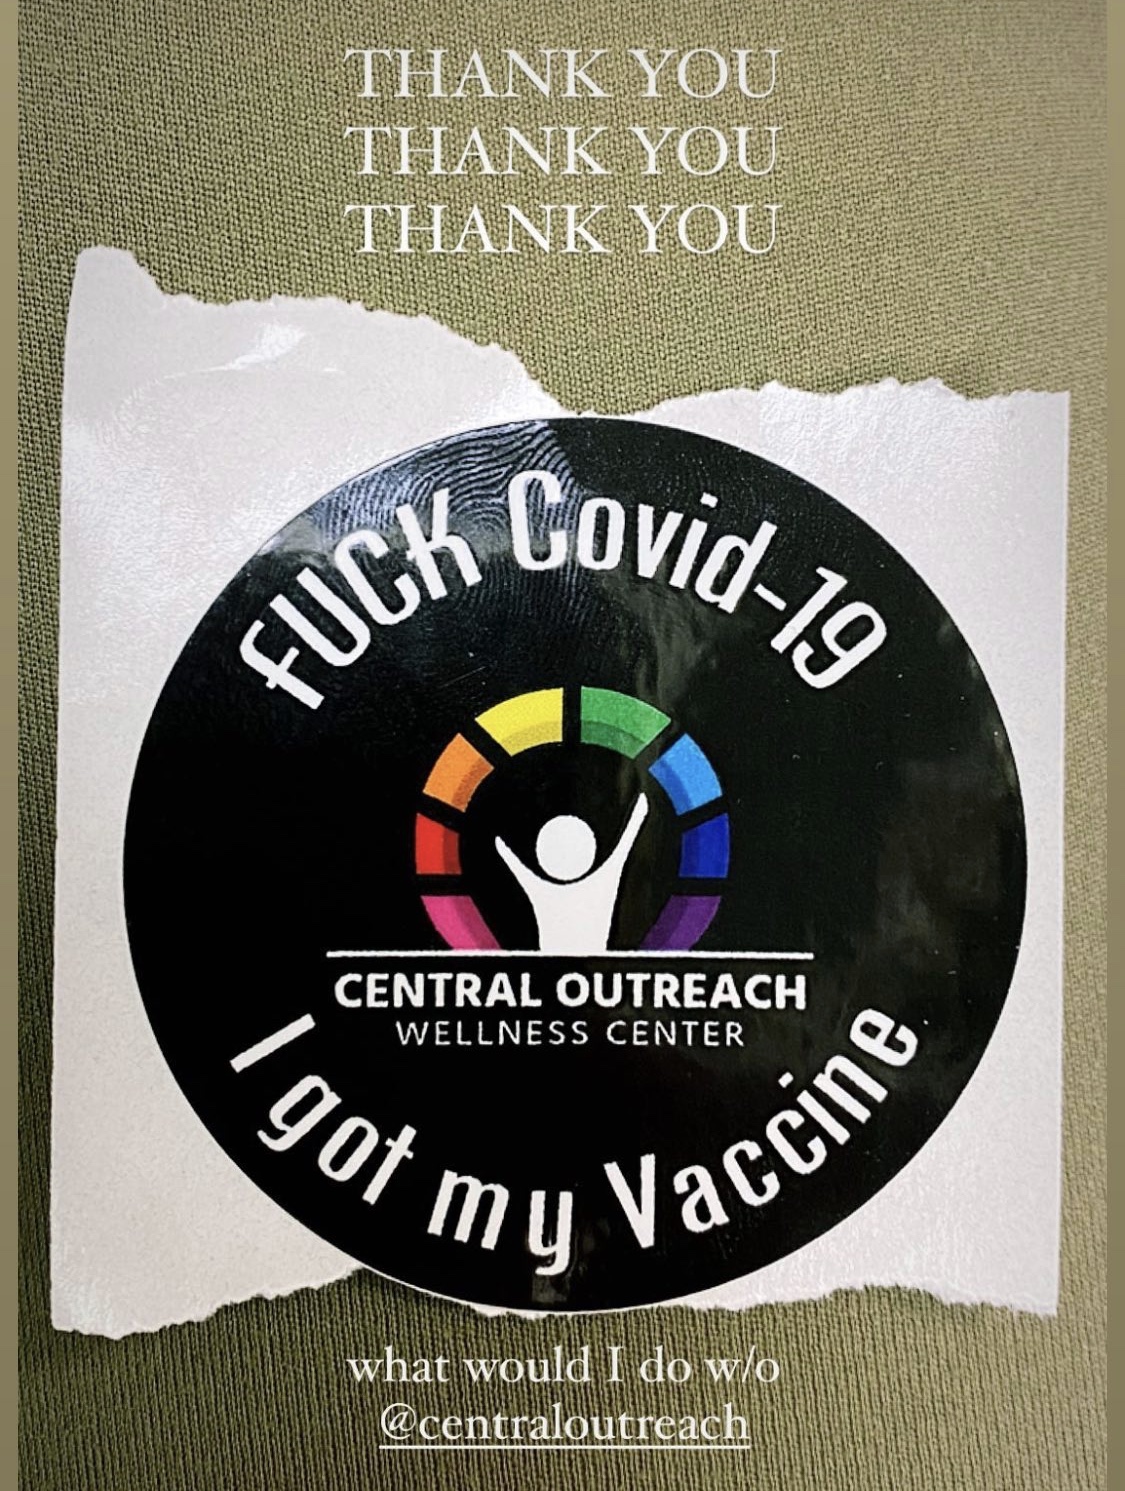 THANK YOU
THANK YOU
THANK YOU
fUCK Covid-19
CENTRAL OUTREACH
WELLNESS CENTER
I got my Vaccine
what would I do w/o
@centraloutreach